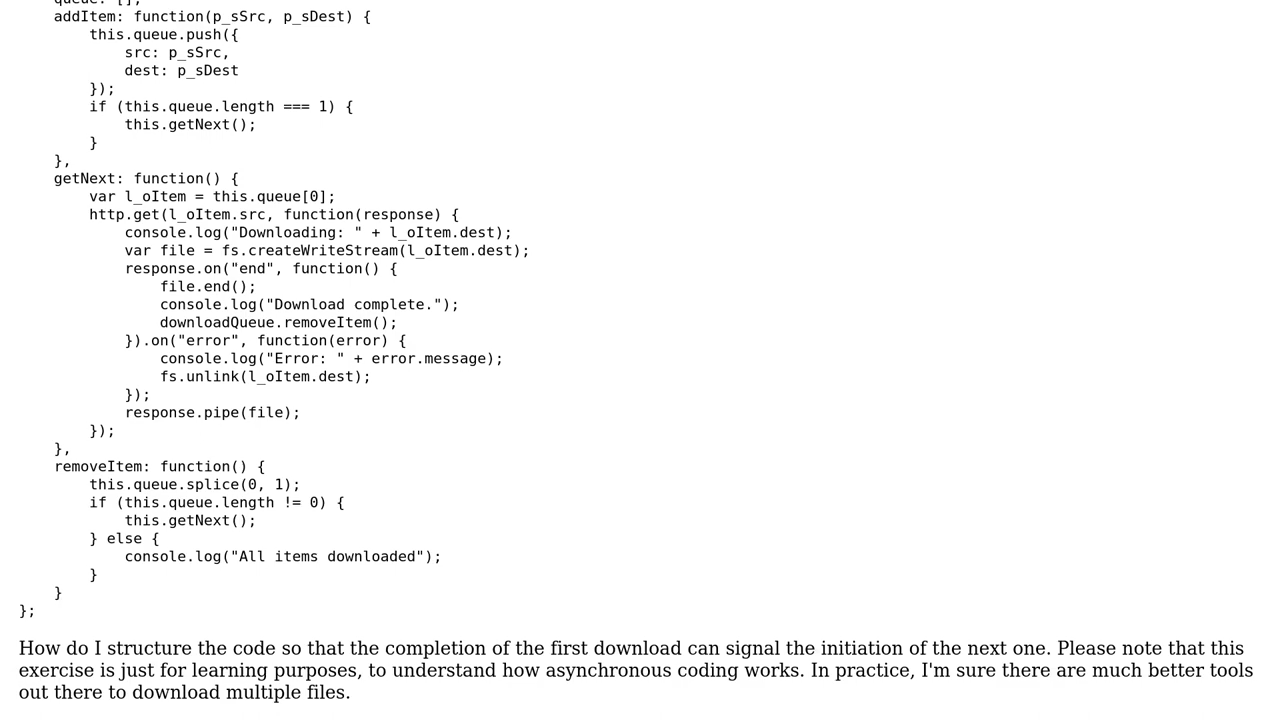 queue: [],
addItem: function(p_sSrc, p_sDest) {
this.queue.push({
src: p_sSrc,
dest: p_sDest
});
if (this.queue.length === 1) {
this.getNext();
}
},
getNext: function() {
var l_oItem = this.queue[0];
http.get(l_oItem.src, function(response) {
console.log("Downloading: " + l_oItem.dest);
var file = fs.createWriteStream(l_oItem.dest);
response.on("end", function() {
file.end();
console.log("Download complete.");
downloadQueue.removeItem();
}).on("error", function(error) {
console.log("Error: " + error.message);
fs.unlink(l_oItem.dest);
});
response.pipe(file);
});
},
removeItem: function() {
this.queue.splice(0, 1);
if (this.queue.length != 0) {
this.getNext();
} else {
console.log("All items downloaded");
}
}
};
How do I structure the code so that the completion of the first download can signal the initiation of the next one. Please note that this
exercise is just for learning purposes, to understand how asynchronous coding works. In practice, I'm sure there are much better tools
out there to download multiple files.